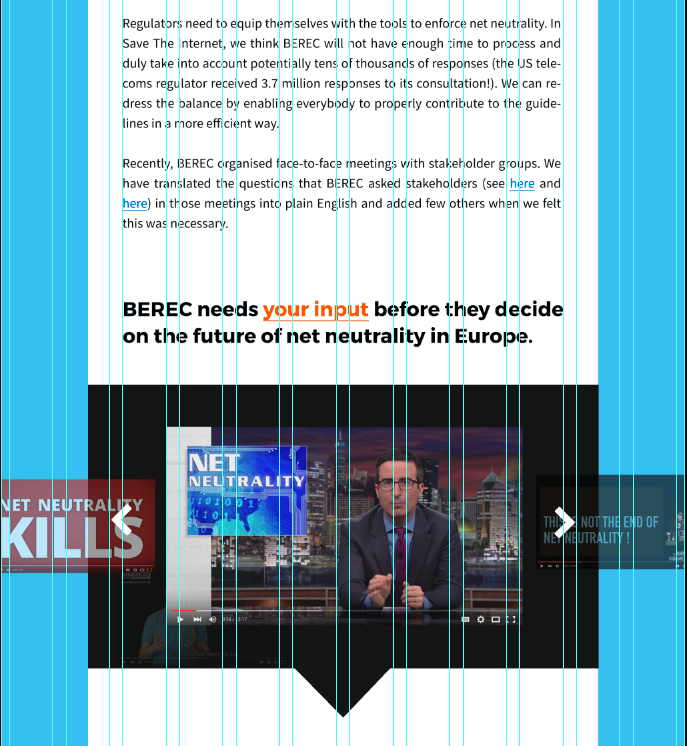 Regulators need to equip themselves with the tools to enforce net neutrality. In
Save The Internet, we think BEREC will not have enough time to process and
duly take into account potentially tens of thousands of responses (the US tele-
coms regulator received 3.7 million responses to its consultation!). We can re-
dress the balance by enabling everybody to properly contribute to the guide-
lines in a more efficient way.
Recently, BEREC organised face-to-face meetings with stakeholder groups. We
have translated the questions that BEREC asked stakeholders (see here and
here) in those meetings into plain English and added few others when we felt
this was necessary.
BEREC needs your input before they decide
on the future of net neutrality in Europe.
NET
NEUTRALITY
NET NEUTRALITY
KILLS
THIS IS NOT THE END OF
NET NEUTRALITY !